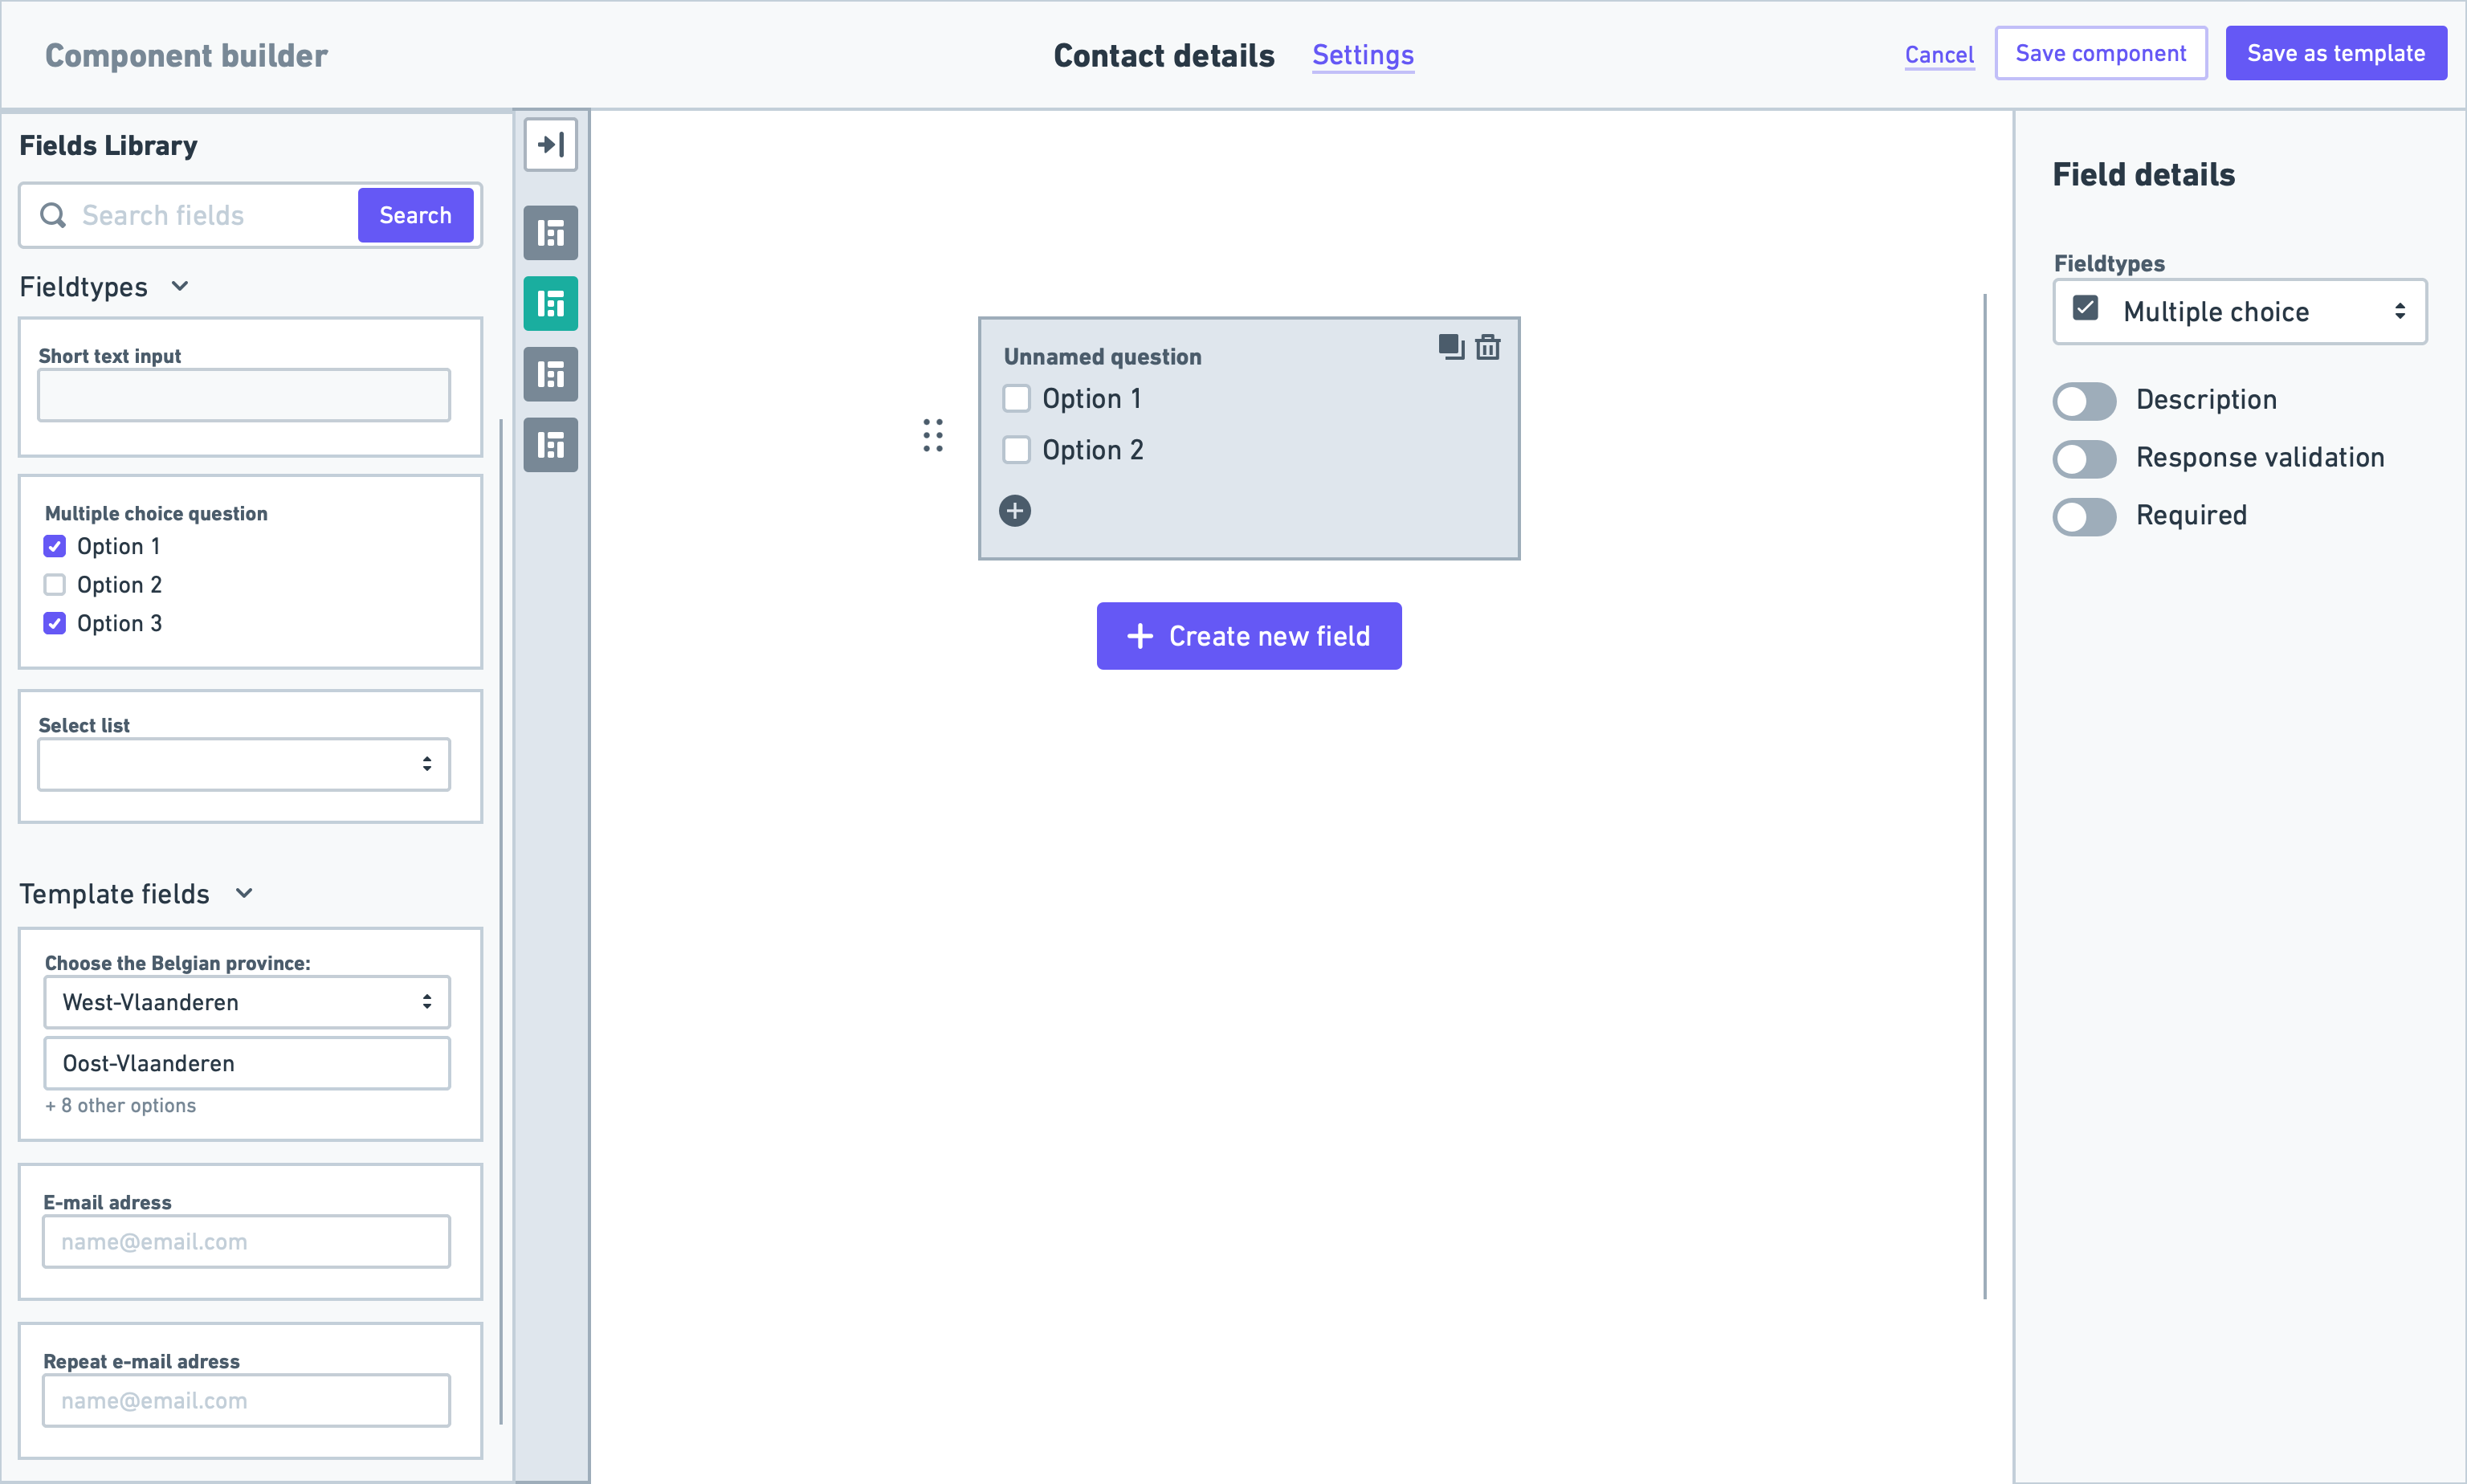 Component builder
Contact details
Settings
Cancel
Save component
Save as template
Fields Library
Search fields
Search
Fieldtypes
Short text input
Multiple choice question
Option 1
Option 2
Option 3
Select list
Template fields
Choose the Belgian province:
West-Vlaanderen
Oost-Vlaanderen
+ 8 other options
E-mail adress
name@email.com
Repeat e-mail adress
name@email.com
Unnamed question
Option 1
Option 2
Create new field
Field details
Fieldtypes
Multiple choice
Description
Response validation
Required